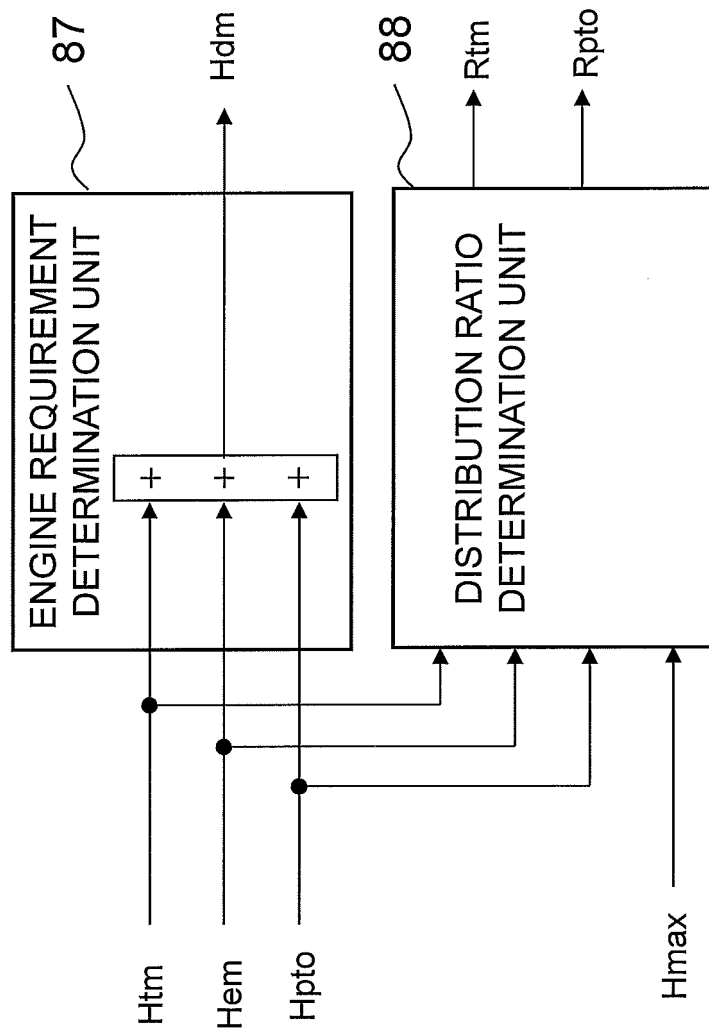 87
ENGINE REQUIREMENT
DETERMINATION UNIT
Htm
+
Hem
+
Hpto
+
Hdm
88
DISTRIBUTION RATIO
DETERMINATION UNIT
Hmax
Rtm
Rpto